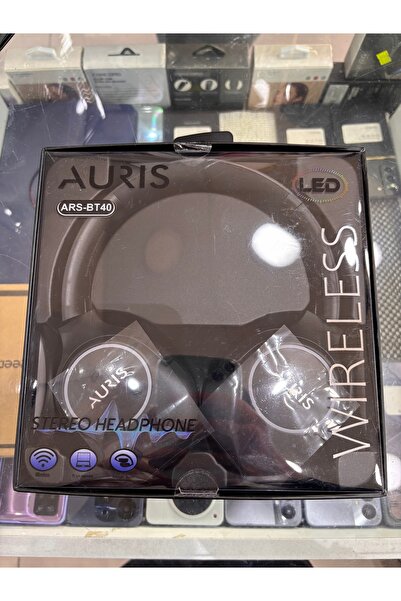 AURIS
ARS-BT40
LED
WIRELESS
AURIS
AURIS
STEREO HEADPHONE